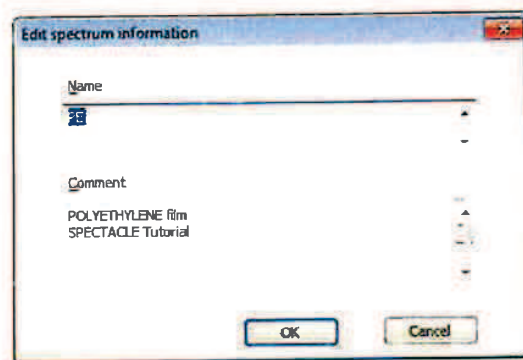 Edit spectrum information
Name
Comment
POLYETHYLENE film
SPECTACLE Tutorial
OK
Cancel